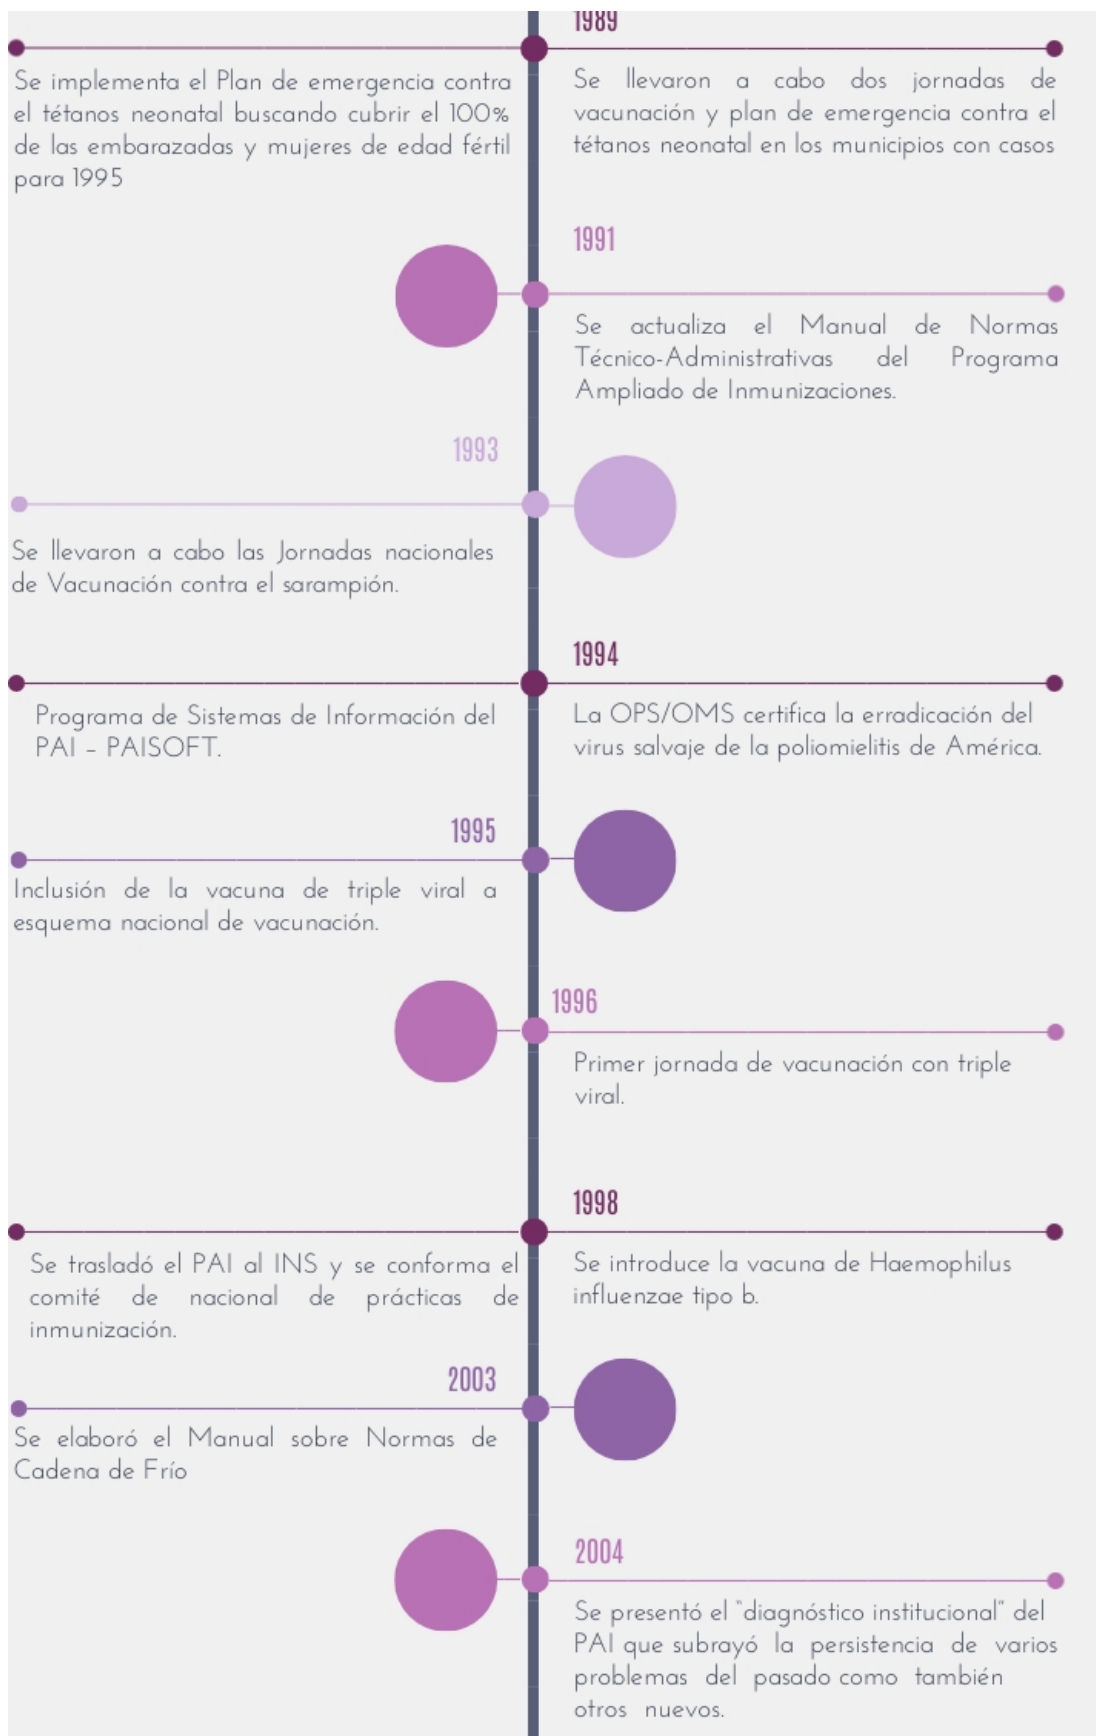 1989
Se implementa el Plan de emergencia contra
el tétanos neonatal buscando cubrir el 100%
de las embarazadas y mujeres de edad fértil
para 1995
Se llevaron a cabo dos jornadas de
vacunación y plan de emergencia contra el
tétanos neonatal en los municipios con casos
1991
Se actualiza el Manual de Normas
Técnico-Administrativas del Programa
Ampliado de Inmunizaciones.
1993
Se llevaron a cabo las Jornadas nacionales
de Vacunación contra el sarampión.
1994
Programa de Sistemas de Información del
PAI – PAISOFT.
La OPS/OMS certifica la erradicación del
virus salvaje de la poliomielitis de América.
1995
Inclusión de la vacuna de triple viral a
esquema nacional de vacunación.
1996
Primer jornada de vacunación con triple
viral.
1998
Se trasladó el PAI al INS y se conforma el
comité de nacional de prácticas de
inmunización.
Se introduce la vacuna de Haemophilus
influenzae tipo b.
2003
Se elaboró el Manual sobre Normas de
Cadena de Frío
2004
Se presentó el "diagnóstico institucional" del
PAI que subrayó la persistencia de varios
problemas del pasado como también
otros nuevos.